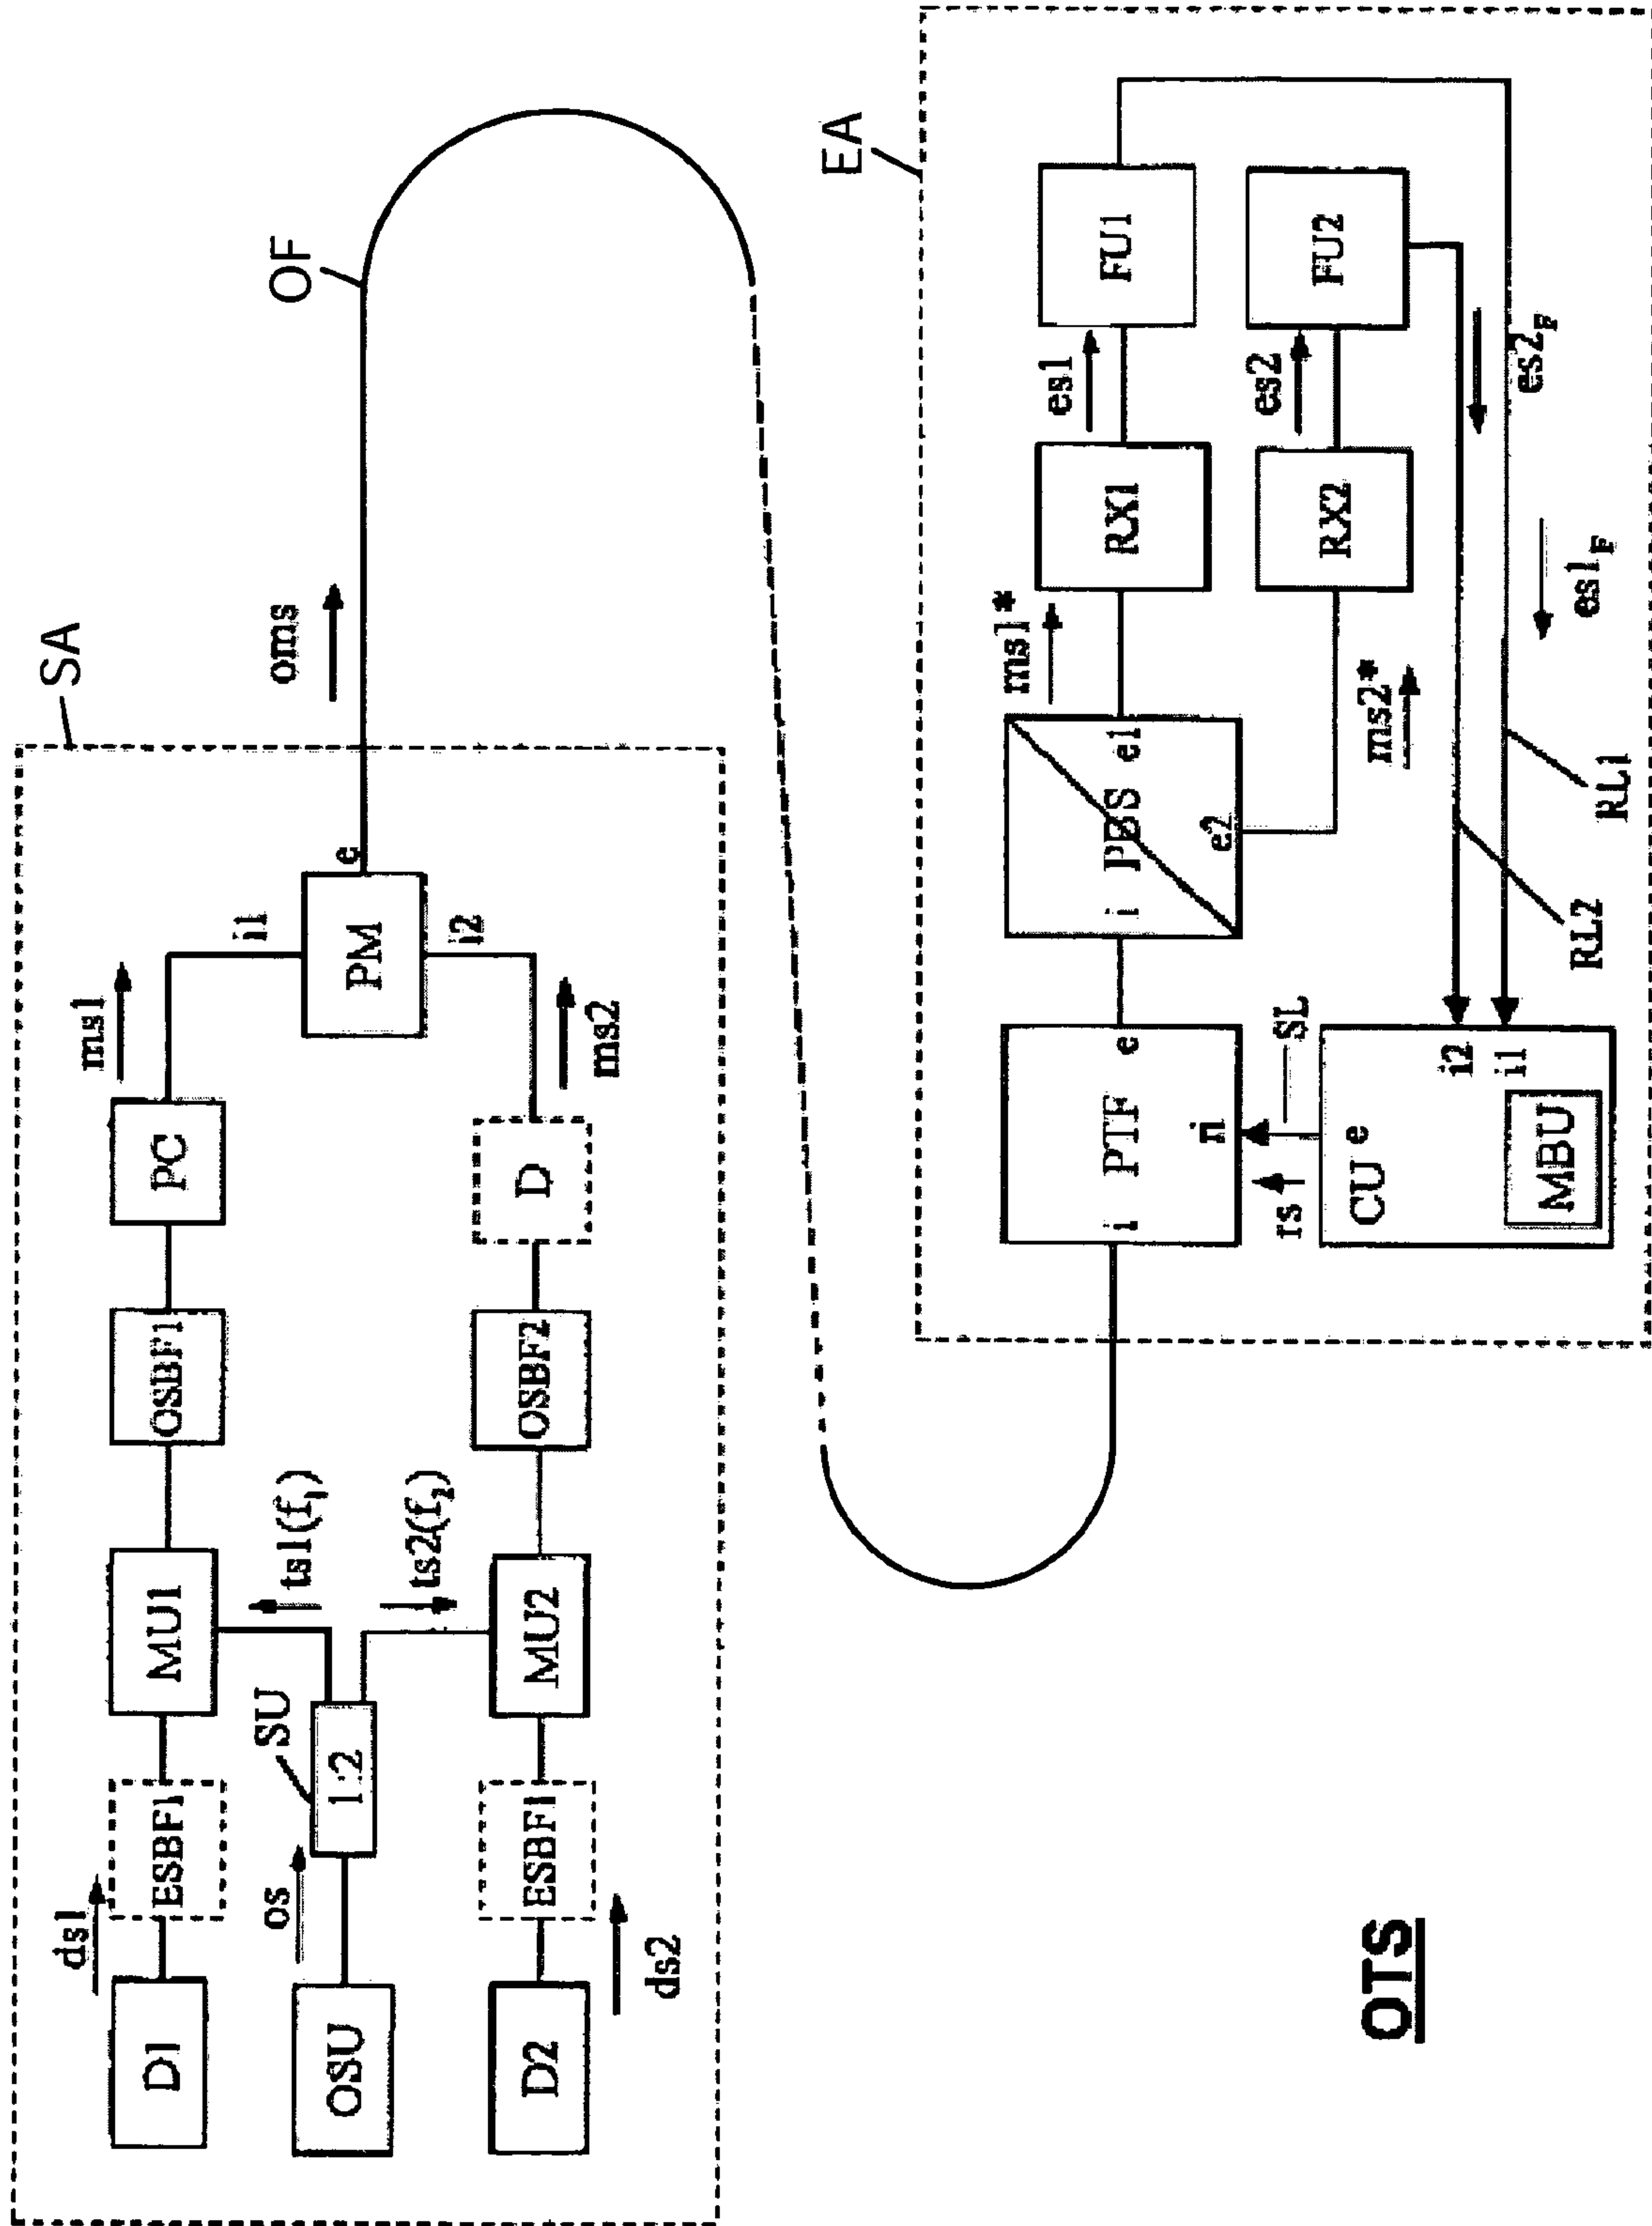 SA
ds1
D1
ESBF1
MU1
OSBF1
PC
ms1
i1
OSU
os
SU
1:2
ts1(f₁)
ts2(f₂)
PM
e
i2
oms
OF
D2
ds2
ESBF1
MU2
OSBF2
D
ms2
EA
i
PTF
e
ri
i
PBS
e1
e2
ms1*
RX1
es1
FU1
ms2*
RX2
es2
FU2
rs
SL
CU
e
i2
i1
MBU
RL2
RL1
es1F
es2F
OTS